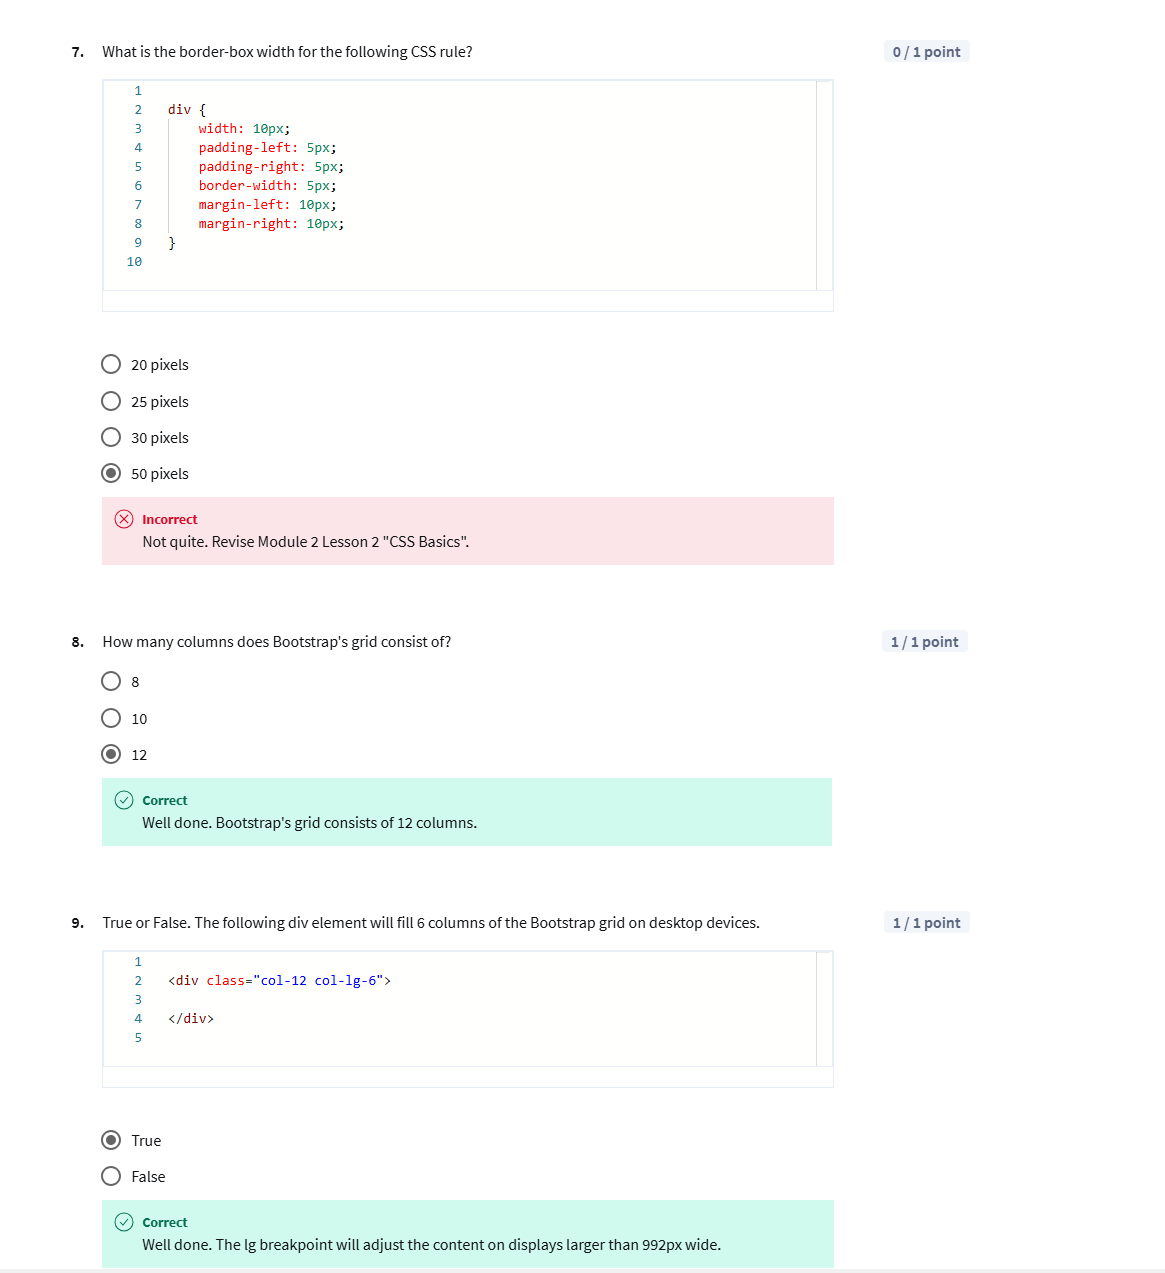 7. What is the border-box width for the following CSS rule? 0 / 1 point
1
2 div {
3 width: 10px;
4 padding-left: 5px;
5 padding-right: 5px;
6 border-width: 5px;
7 margin-left: 10px;
8 margin-right: 10px;
9 }
10
20 pixels
25 pixels
30 pixels
50 pixels
Incorrect
Not quite. Revise Module 2 Lesson 2 "CSS Basics".
8. How many columns does Bootstrap's grid consist of? 1 / 1 point
8
10
12
Correct
Well done. Bootstrap's grid consists of 12 columns.
9. True or False. The following div element will fill 6 columns of the Bootstrap grid on desktop devices. 1 / 1 point
1
2 <div class="col-12 col-lg-6">
3
4 </div>
5
True
False
Correct
Well done. The lg breakpoint will adjust the content on displays larger than 992px wide.